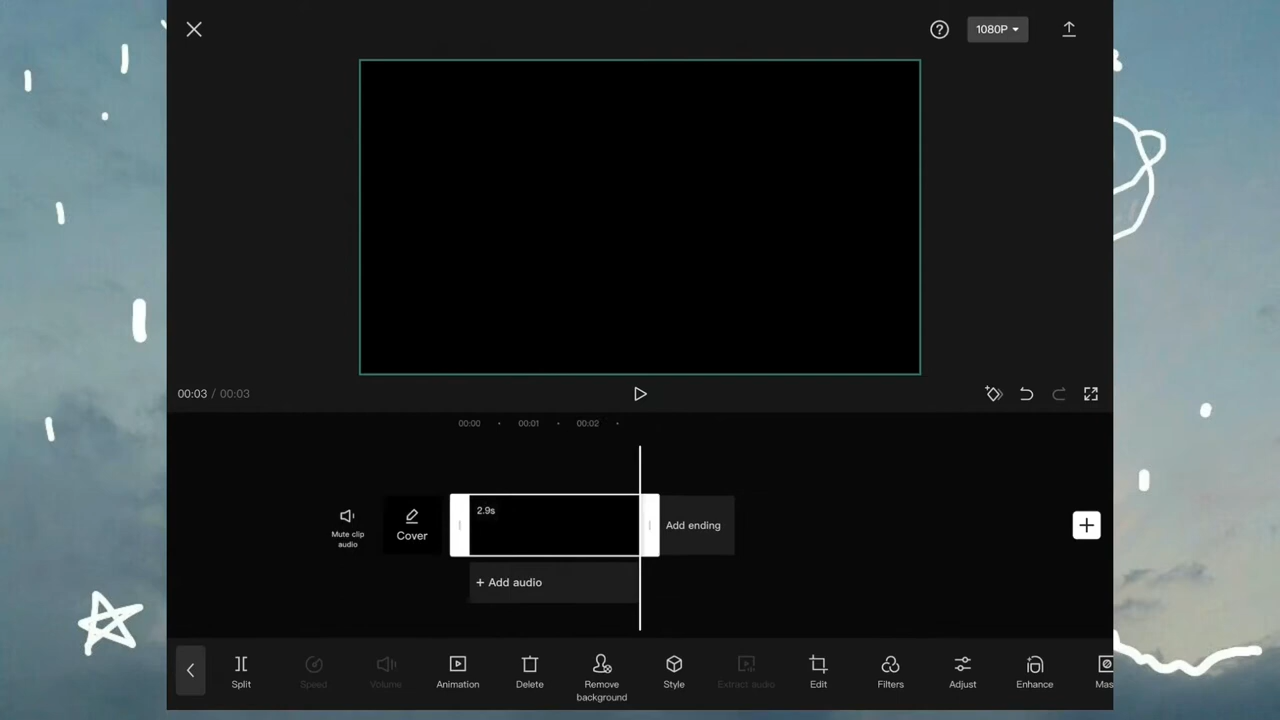 1080P
00:03 / 00:03
00:00 00:01 00:02
2.9s
Mute clip
audio
Cover
Add ending
+ Add audio
Split
Speed
Volume
Animation
Delete
Remove
background
Style
Extract audio
Edit
Filters
Adjust
Enhance
Mas